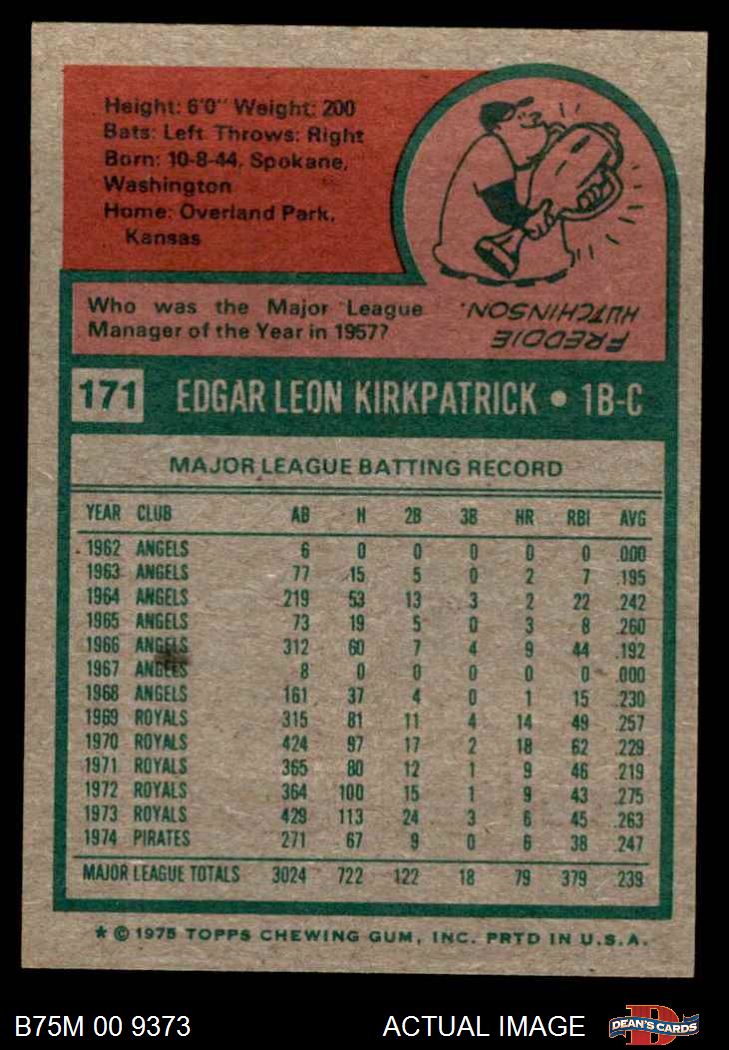 Height: 6'0" Weight: 200
Bats: Left Throws: Right
Born: 10-8-44, Spokane,
Washington
Home: Overland Park,
Kansas
Who was the Major League
Manager of the Year in 1957?
FREDDIE
HUTCHINSON.
171 EDGAR LEON KIRKPATRICK • 1B-C
MAJOR LEAGUE BATTING RECORD
YEAR CLUB AB H 2B 3B HR RBI AVG
1962 ANGELS 6 0 0 0 0 0 .000
1963 ANGELS 77 15 5 0 2 7 .195
1964 ANGELS 219 53 13 3 2 22 .242
1965 ANGELS 73 19 5 0 3 8 .260
1966 ANGELS 312 60 7 4 9 44 .192
1967 ANGELS 8 0 0 0 0 0 .000
1968 ANGELS 161 37 4 0 1 15 .230
1969 ROYALS 315 81 11 4 14 49 .257
1970 ROYALS 424 97 17 2 18 62 .229
1971 ROYALS 365 80 12 1 9 46 .219
1972 ROYALS 364 100 15 1 9 43 .275
1973 ROYALS 429 113 24 3 6 45 .263
1974 PIRATES 271 67 9 0 6 38 .247
MAJOR LEAGUE TOTALS 3024 722 122 18 79 379 .239
* © 1975 TOPPS CHEWING GUM, INC. PRTD IN U.S.A.
B75M 00 9373 ACTUAL IMAGE D DEAN'S CARDS